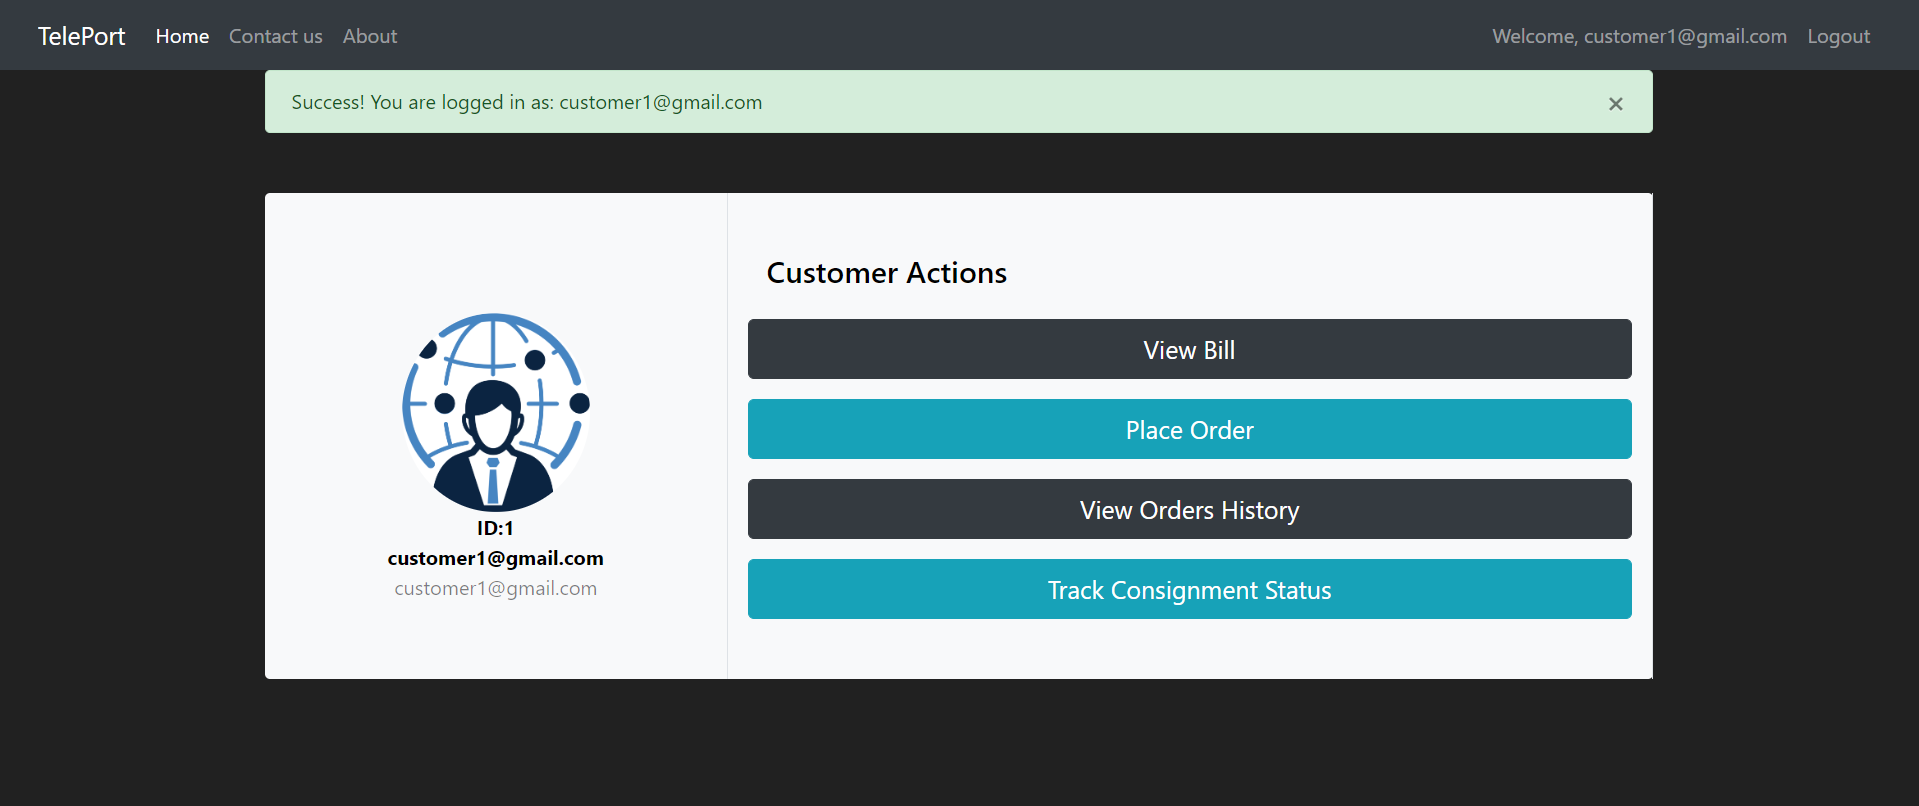 TelePort Home Contact us About Welcome, customer1@gmail.com Logout
Success! You are logged in as: customer1@gmail.com ×
Customer Actions
View Bill
Place Order
View Orders History
Track Consignment Status
ID:1
customer1@gmail.com
customer1@gmail.com